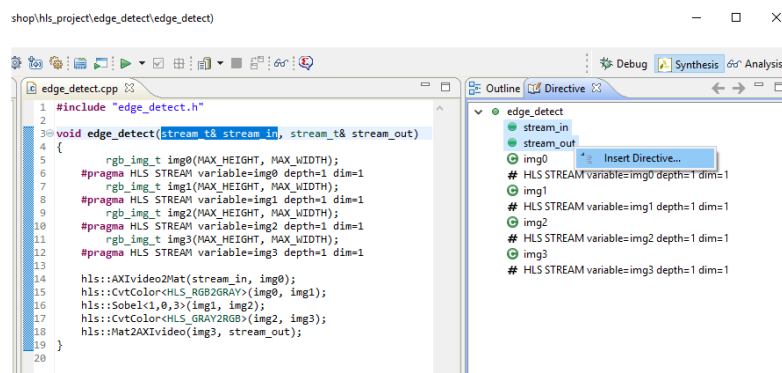 shop\hls_project\edge_detect\edge_detect)
Debug Synthesis Analysis
edge_detect.cpp
1 #include "edge_detect.h"
2
3 void edge_detect(stream_t& stream_in, stream_t& stream_out)
4 {
5 rgb_img_t img0(MAX_HEIGHT, MAX_WIDTH);
6 #pragma HLS STREAM variable=img0 depth=1 dim=1
7 rgb_img_t img1(MAX_HEIGHT, MAX_WIDTH);
8 #pragma HLS STREAM variable=img1 depth=1 dim=1
9 rgb_img_t img2(MAX_HEIGHT, MAX_WIDTH);
10 #pragma HLS STREAM variable=img2 depth=1 dim=1
11 rgb_img_t img3(MAX_HEIGHT, MAX_WIDTH);
12 #pragma HLS STREAM variable=img3 depth=1 dim=1
13
14 hls::AXIvideo2Mat(stream_in, img0);
15 hls::CvtColor<HLS_RGB2GRAY>(img0, img1);
16 hls::Sobel<1,0,3>(img1, img2);
17 hls::CvtColor<HLS_GRAY2RGB>(img2, img3);
18 hls::Mat2AXIvideo(img3, stream_out);
19 }
20
Outline Directive
edge_detect
stream_in
stream_out
Insert Directive...
img0
# HLS STREAM variable=img0 depth=1 dim=1
img1
# HLS STREAM variable=img1 depth=1 dim=1
img2
# HLS STREAM variable=img2 depth=1 dim=1
img3
# HLS STREAM variable=img3 depth=1 dim=1